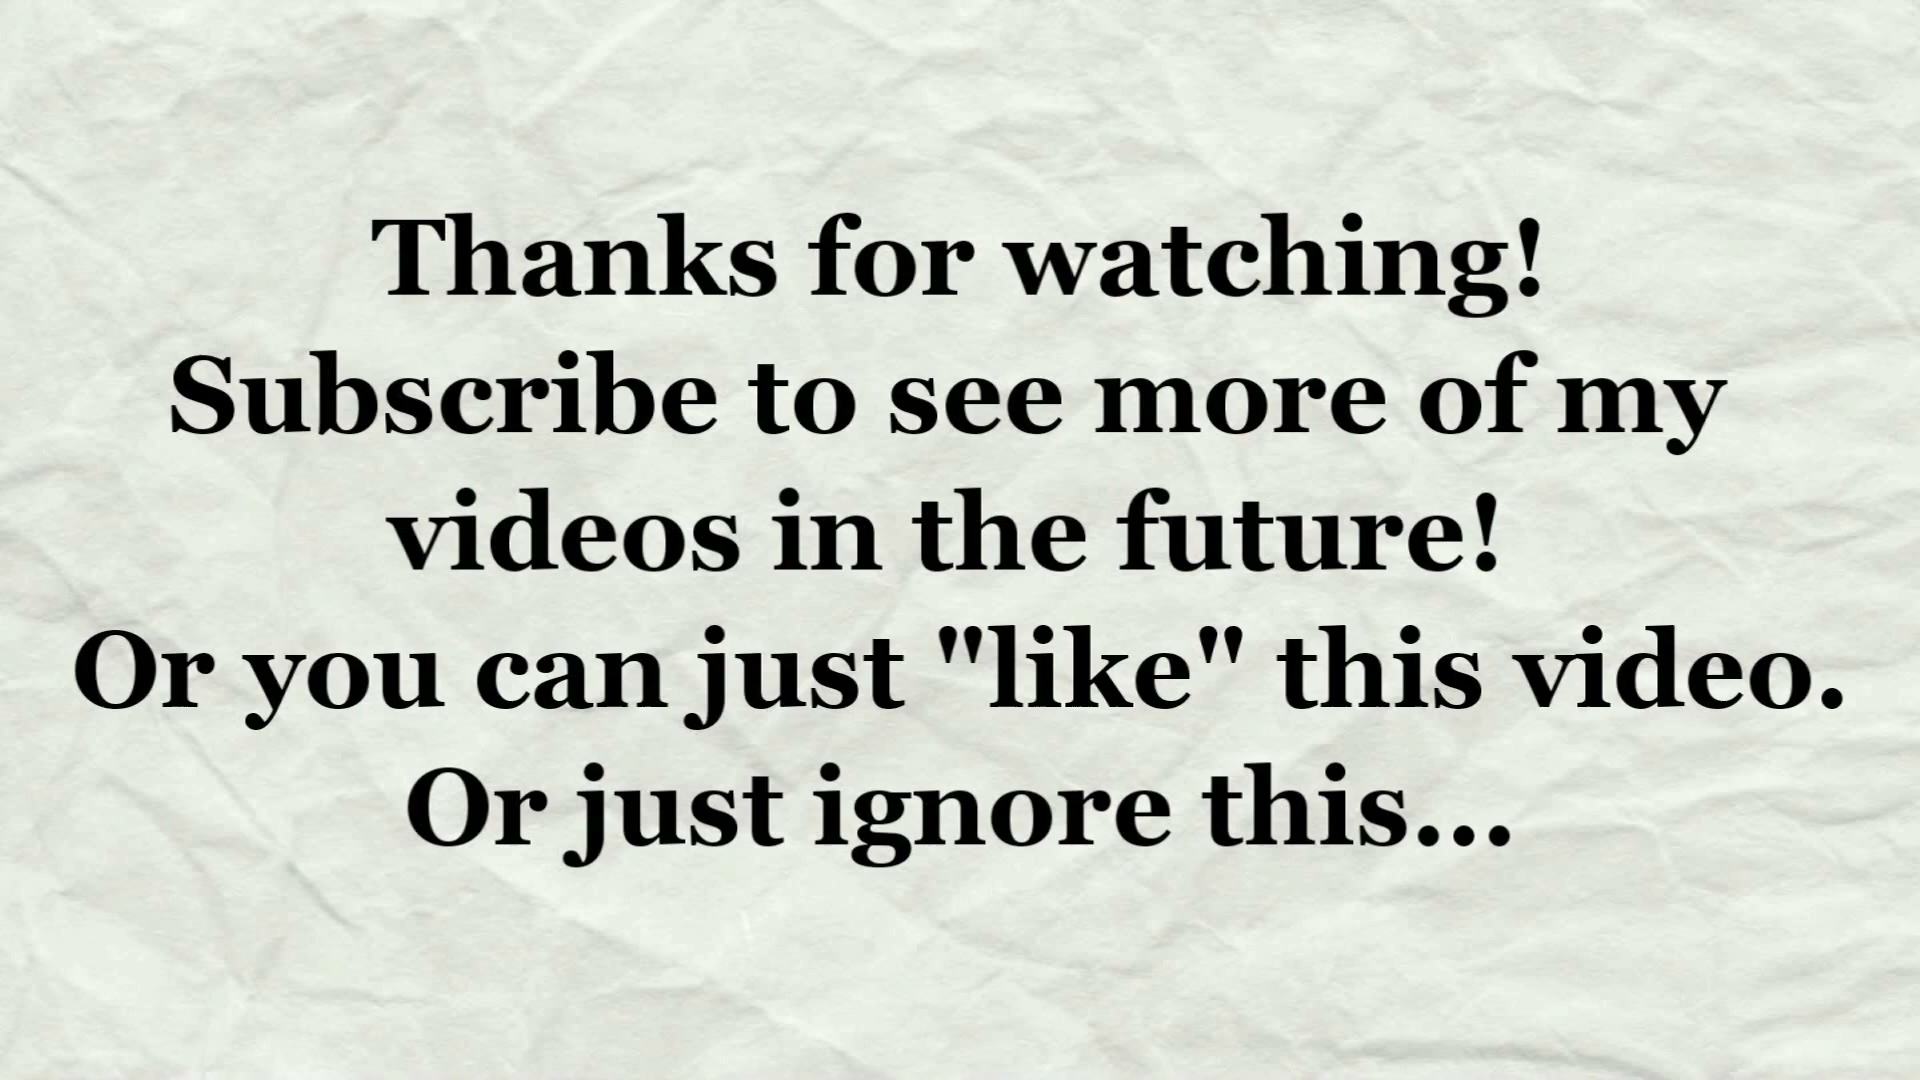 Thanks for watching!
Subscribe to see more of my
videos in the future!
Or you can just "like" this video.
Or just ignore this...